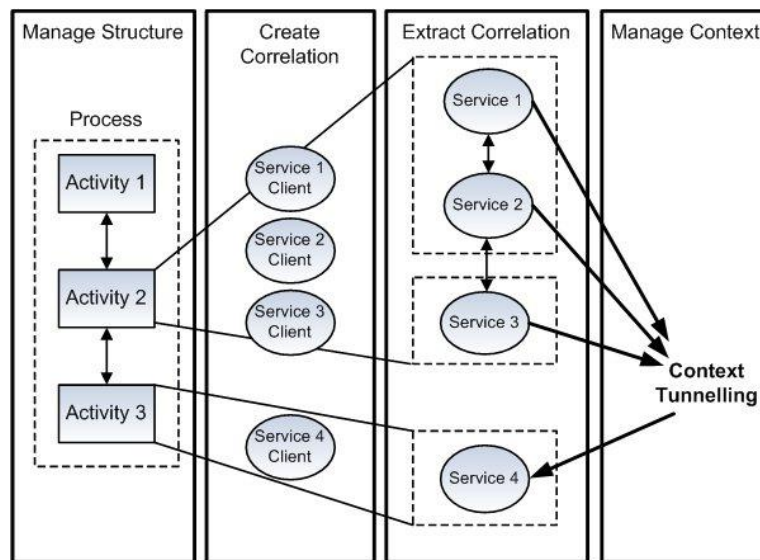 Manage Structure
Create
Correlation
Extract Correlation
Manage Context
Process
Activity 1
Activity 2
Activity 3
Service 1
Client
Service 2
Client
Service 3
Client
Service 4
Client
Service 1
Service 2
Service 3
Service 4
Context
Tunnelling